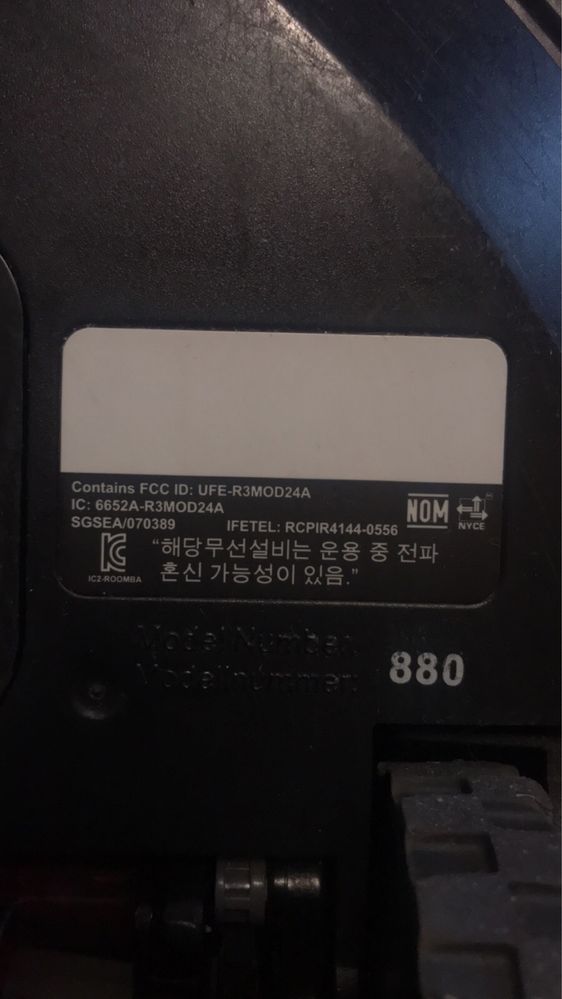 Contains FCC ID: UFE-R3MOD24A
IC: 6652A-R3MOD24A
SGSEA/070389 IFETEL: RCPIR4144-0556
NOM
NYCE
IC2-ROOMBA
“해당무선설비는 운용 중 전파
혼신 가능성이 있음.”
Model Number:
Modellnummer:
880